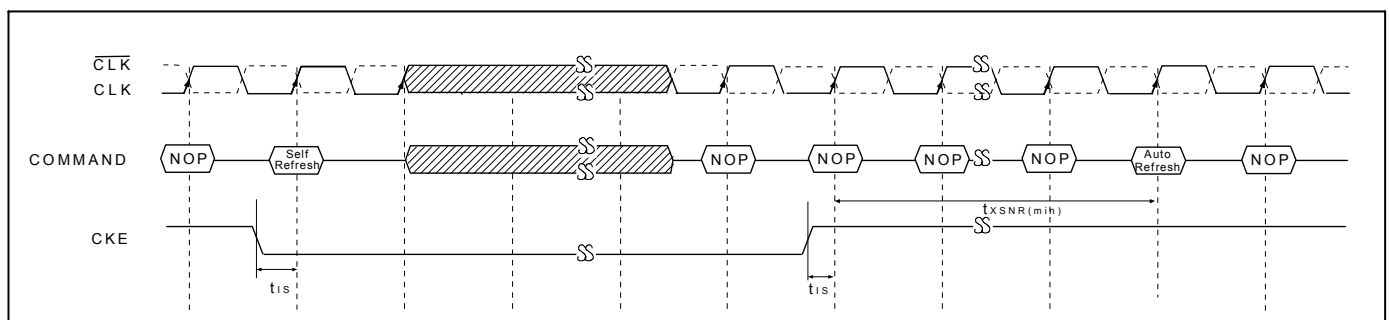 CLK
CLK
COMMAND NOP Self Refresh NOP NOP NOP NOP Auto Refresh NOP
tXSNR(min)
CKE
tIS tIS